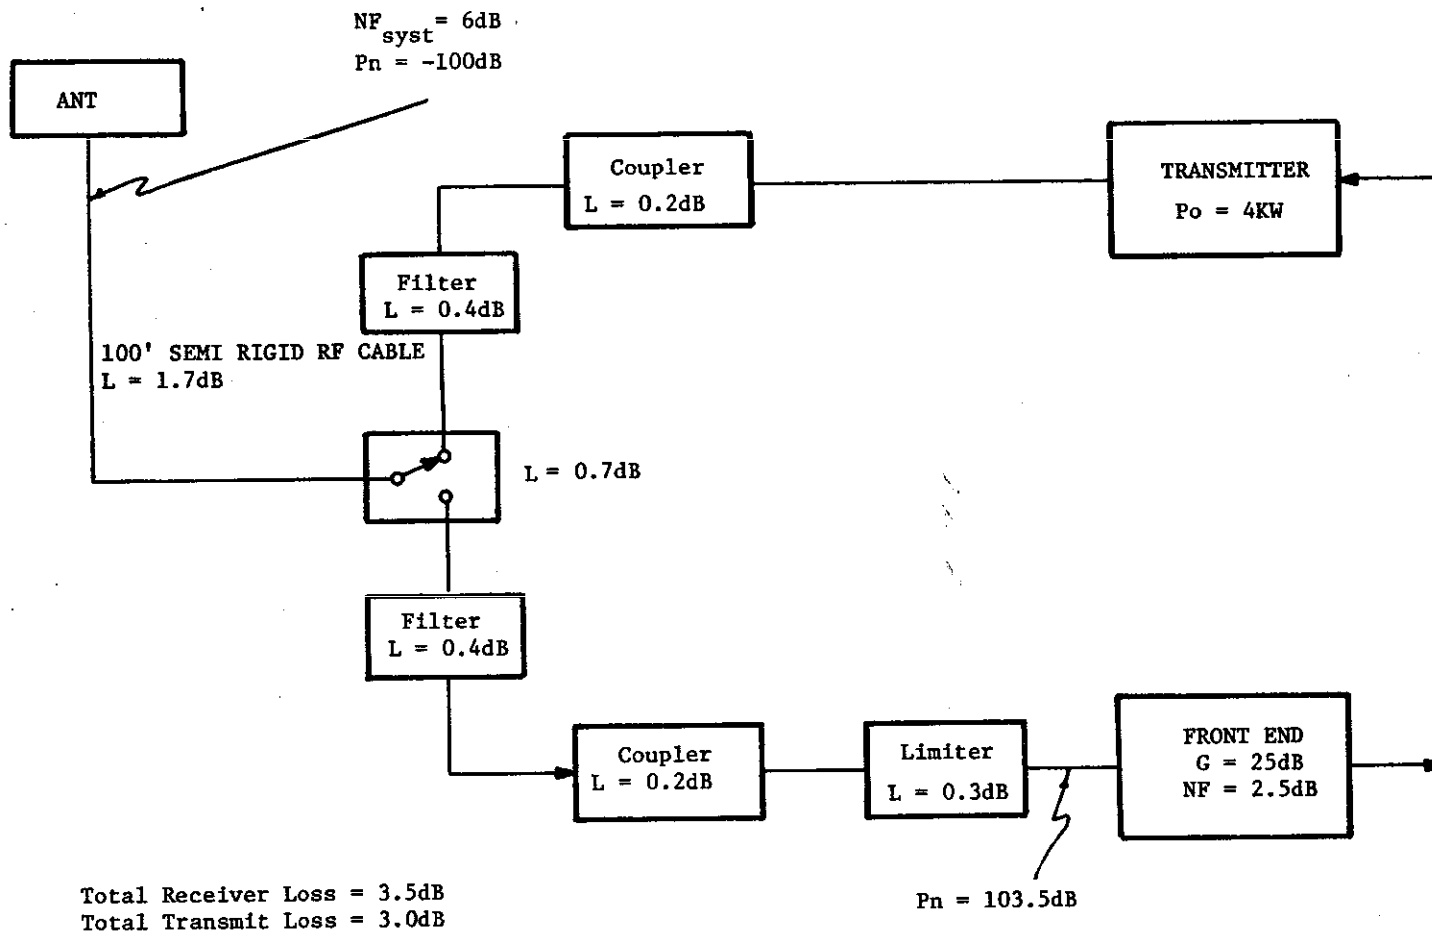 NF syst = 6dB
Pn = -100dB
ANT
Coupler
L = 0.2dB
TRANSMITTER
Po = 4KW
Filter
L = 0.4dB
100' SEMI RIGID RF CABLE
L = 1.7dB
L = 0.7dB
Filter
L = 0.4dB
Coupler
L = 0.2dB
Limiter
L = 0.3dB
FRONT END
G = 25dB
NF = 2.5dB
Pn = 103.5dB
Total Receiver Loss = 3.5dB
Total Transmit Loss = 3.0dB